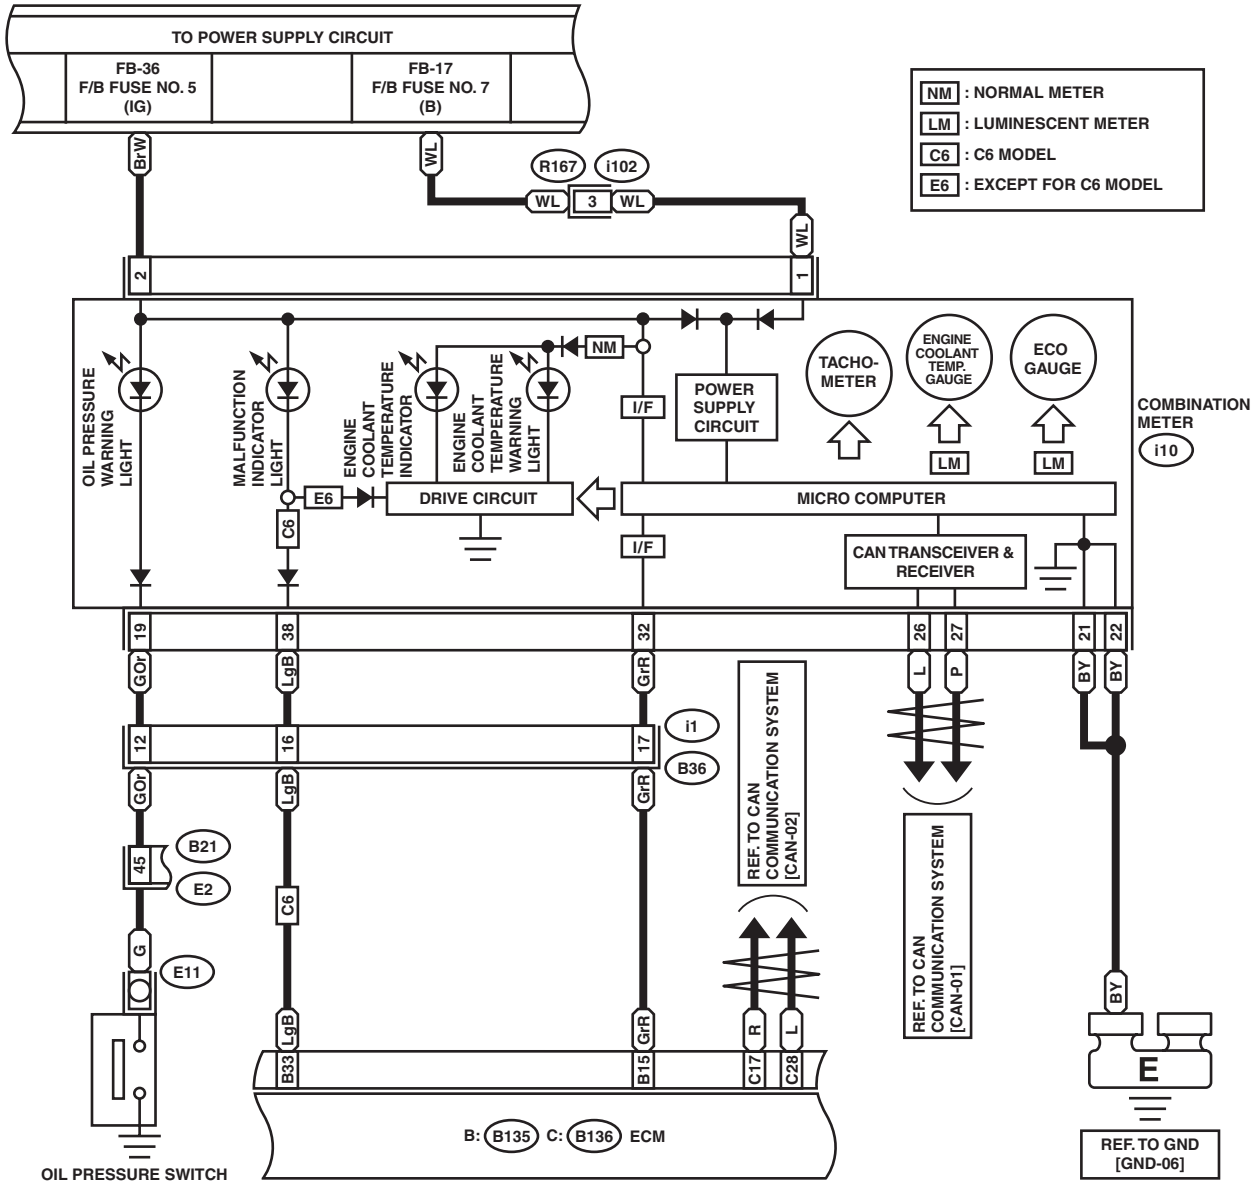 TO POWER SUPPLY CIRCUIT
FB-36
F/B FUSE NO. 5
(IG)
FB-17
F/B FUSE NO. 7
(B)
NM : NORMAL METER
LM : LUMINESCENT METER
C6 : C6 MODEL
E6 : EXCEPT FOR C6 MODEL
BrW
WL
R167
i102
WL
3
WL
WL
2
1
OIL PRESSURE
WARNING
LIGHT
MALFUNCTION
INDICATOR
LIGHT
ENGINE
COOLANT
TEMPERATURE
INDICATOR
ENGINE
COOLANT
TEMPERATURE
WARNING
LIGHT
NM
I/F
POWER
SUPPLY
CIRCUIT
TACHO-
METER
ENGINE
COOLANT
TEMP.
GAUGE
ECO
GAUGE
LM
LM
COMBINATION
METER
i10
E6
C6
DRIVE CIRCUIT
MICRO COMPUTER
I/F
CAN TRANSCEIVER &
RECEIVER
19
38
32
26
27
21
22
GOr
LgB
GrR
L
P
BY
BY
12
16
17
i1
B36
GOr
LgB
GrR
45
B21
E2
C6
G
E11
REF. TO CAN
COMMUNICATION SYSTEM
[CAN-02]
REF. TO CAN
COMMUNICATION SYSTEM
[CAN-01]
LgB
GrR
R
L
BY
B33
B15
C17
C28
B: B135 C: B136 ECM
E
REF. TO GND
[GND-06]
OIL PRESSURE SWITCH